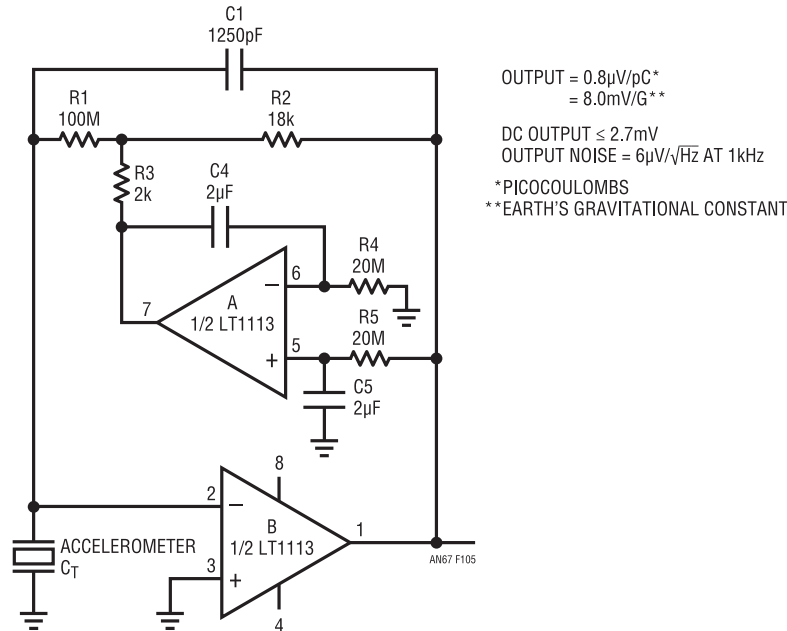 C1
1250pF
R1
100M
R2
18k
R3
2k
C4
2µF
R4
20M
6
–
A
1/2 LT1113
7
5
+
R5
20M
C5
2µF
8
2
–
B
1/2 LT1113
1
3
+
4
ACCELEROMETER
CT
AN67 F105
OUTPUT = 0.8µV/pC*
= 8.0mV/G**
DC OUTPUT ≤ 2.7mV
OUTPUT NOISE = 6µV/√Hz AT 1kHz
*PICOCOULOMBS
**EARTH'S GRAVITATIONAL CONSTANT